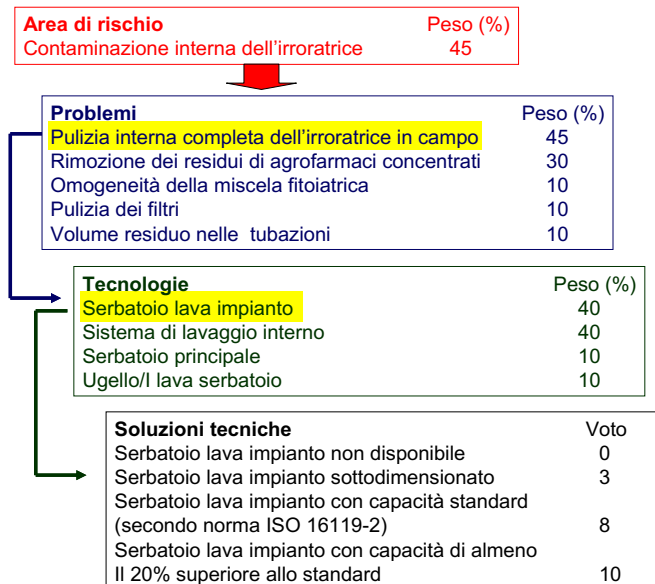 Area di rischio Peso (%)
Contaminazione interna dell'irroratrice 45
Problemi Peso (%)
Pulizia interna completa dell'irroratrice in campo 45
Rimozione dei residui di agrofarmaci concentrati 30
Omogeneità della miscela fitoiatrica 10
Pulizia dei filtri 10
Volume residuo nelle tubazioni 10
Tecnologie Peso (%)
Serbatoio lava impianto 40
Sistema di lavaggio interno 40
Serbatoio principale 10
Ugello/I lava serbatoio 10
Soluzioni tecniche Voto
Serbatoio lava impianto non disponibile 0
Serbatoio lava impianto sottodimensionato 3
Serbatoio lava impianto con capacità standard
(secondo norma ISO 16119-2) 8
Serbatoio lava impianto con capacità di almeno
Il 20% superiore allo standard 10